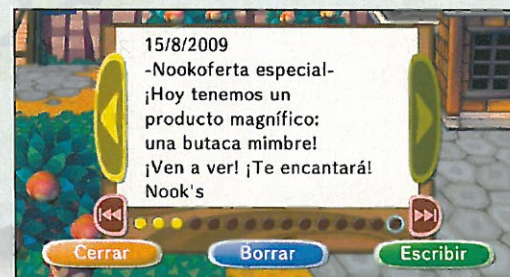 15/8/2009
-Nookoferta especial-
¡Hoy tenemos un
producto magnífico:
una butaca mimbre!
¡Ven a ver! ¡Te encantará!
Nook's
Cerrar
Borrar
Escribir